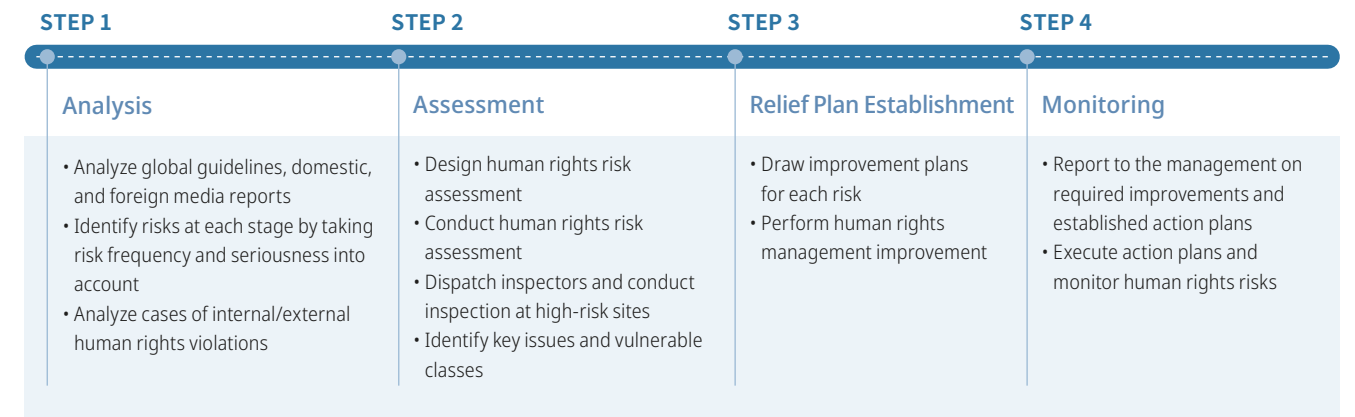 STEP 1
Analysis
• Analyze global guidelines, domestic,
and foreign media reports
• Identify risks at each stage by taking
risk frequency and seriousness into
account
• Analyze cases of internal/external
human rights violations
STEP 2
Assessment
• Design human rights risk
assessment
• Conduct human rights risk
assessment
• Dispatch inspectors and conduct
inspection at high-risk sites
• Identify key issues and vulnerable
classes
STEP 3
Relief Plan Establishment
• Draw improvement plans
for each risk
• Perform human rights
management improvement
STEP 4
Monitoring
• Report to the management on
required improvements and
established action plans
• Execute action plans and
monitor human rights risks